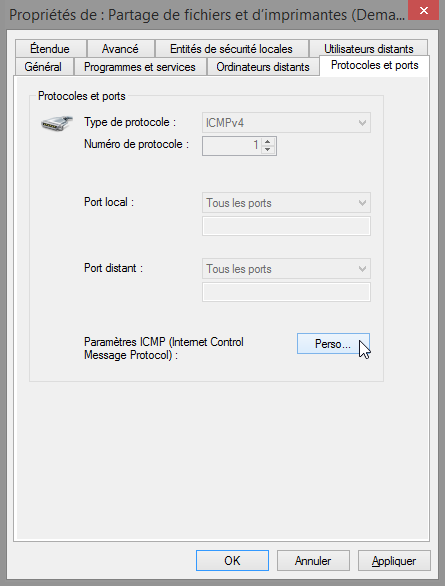 Propriétés de : Partage de fichiers et d'imprimantes (Dema...
Étendue Avancé Entités de sécurité locales Utilisateurs distants
Général Programmes et services Ordinateurs distants Protocoles et ports
Protocoles et ports
Type de protocole : ICMPv4
Numéro de protocole : 1
Port local : Tous les ports
Port distant : Tous les ports
Paramètres ICMP (Internet Control
Message Protocol) : Perso...
OK Annuler Appliquer